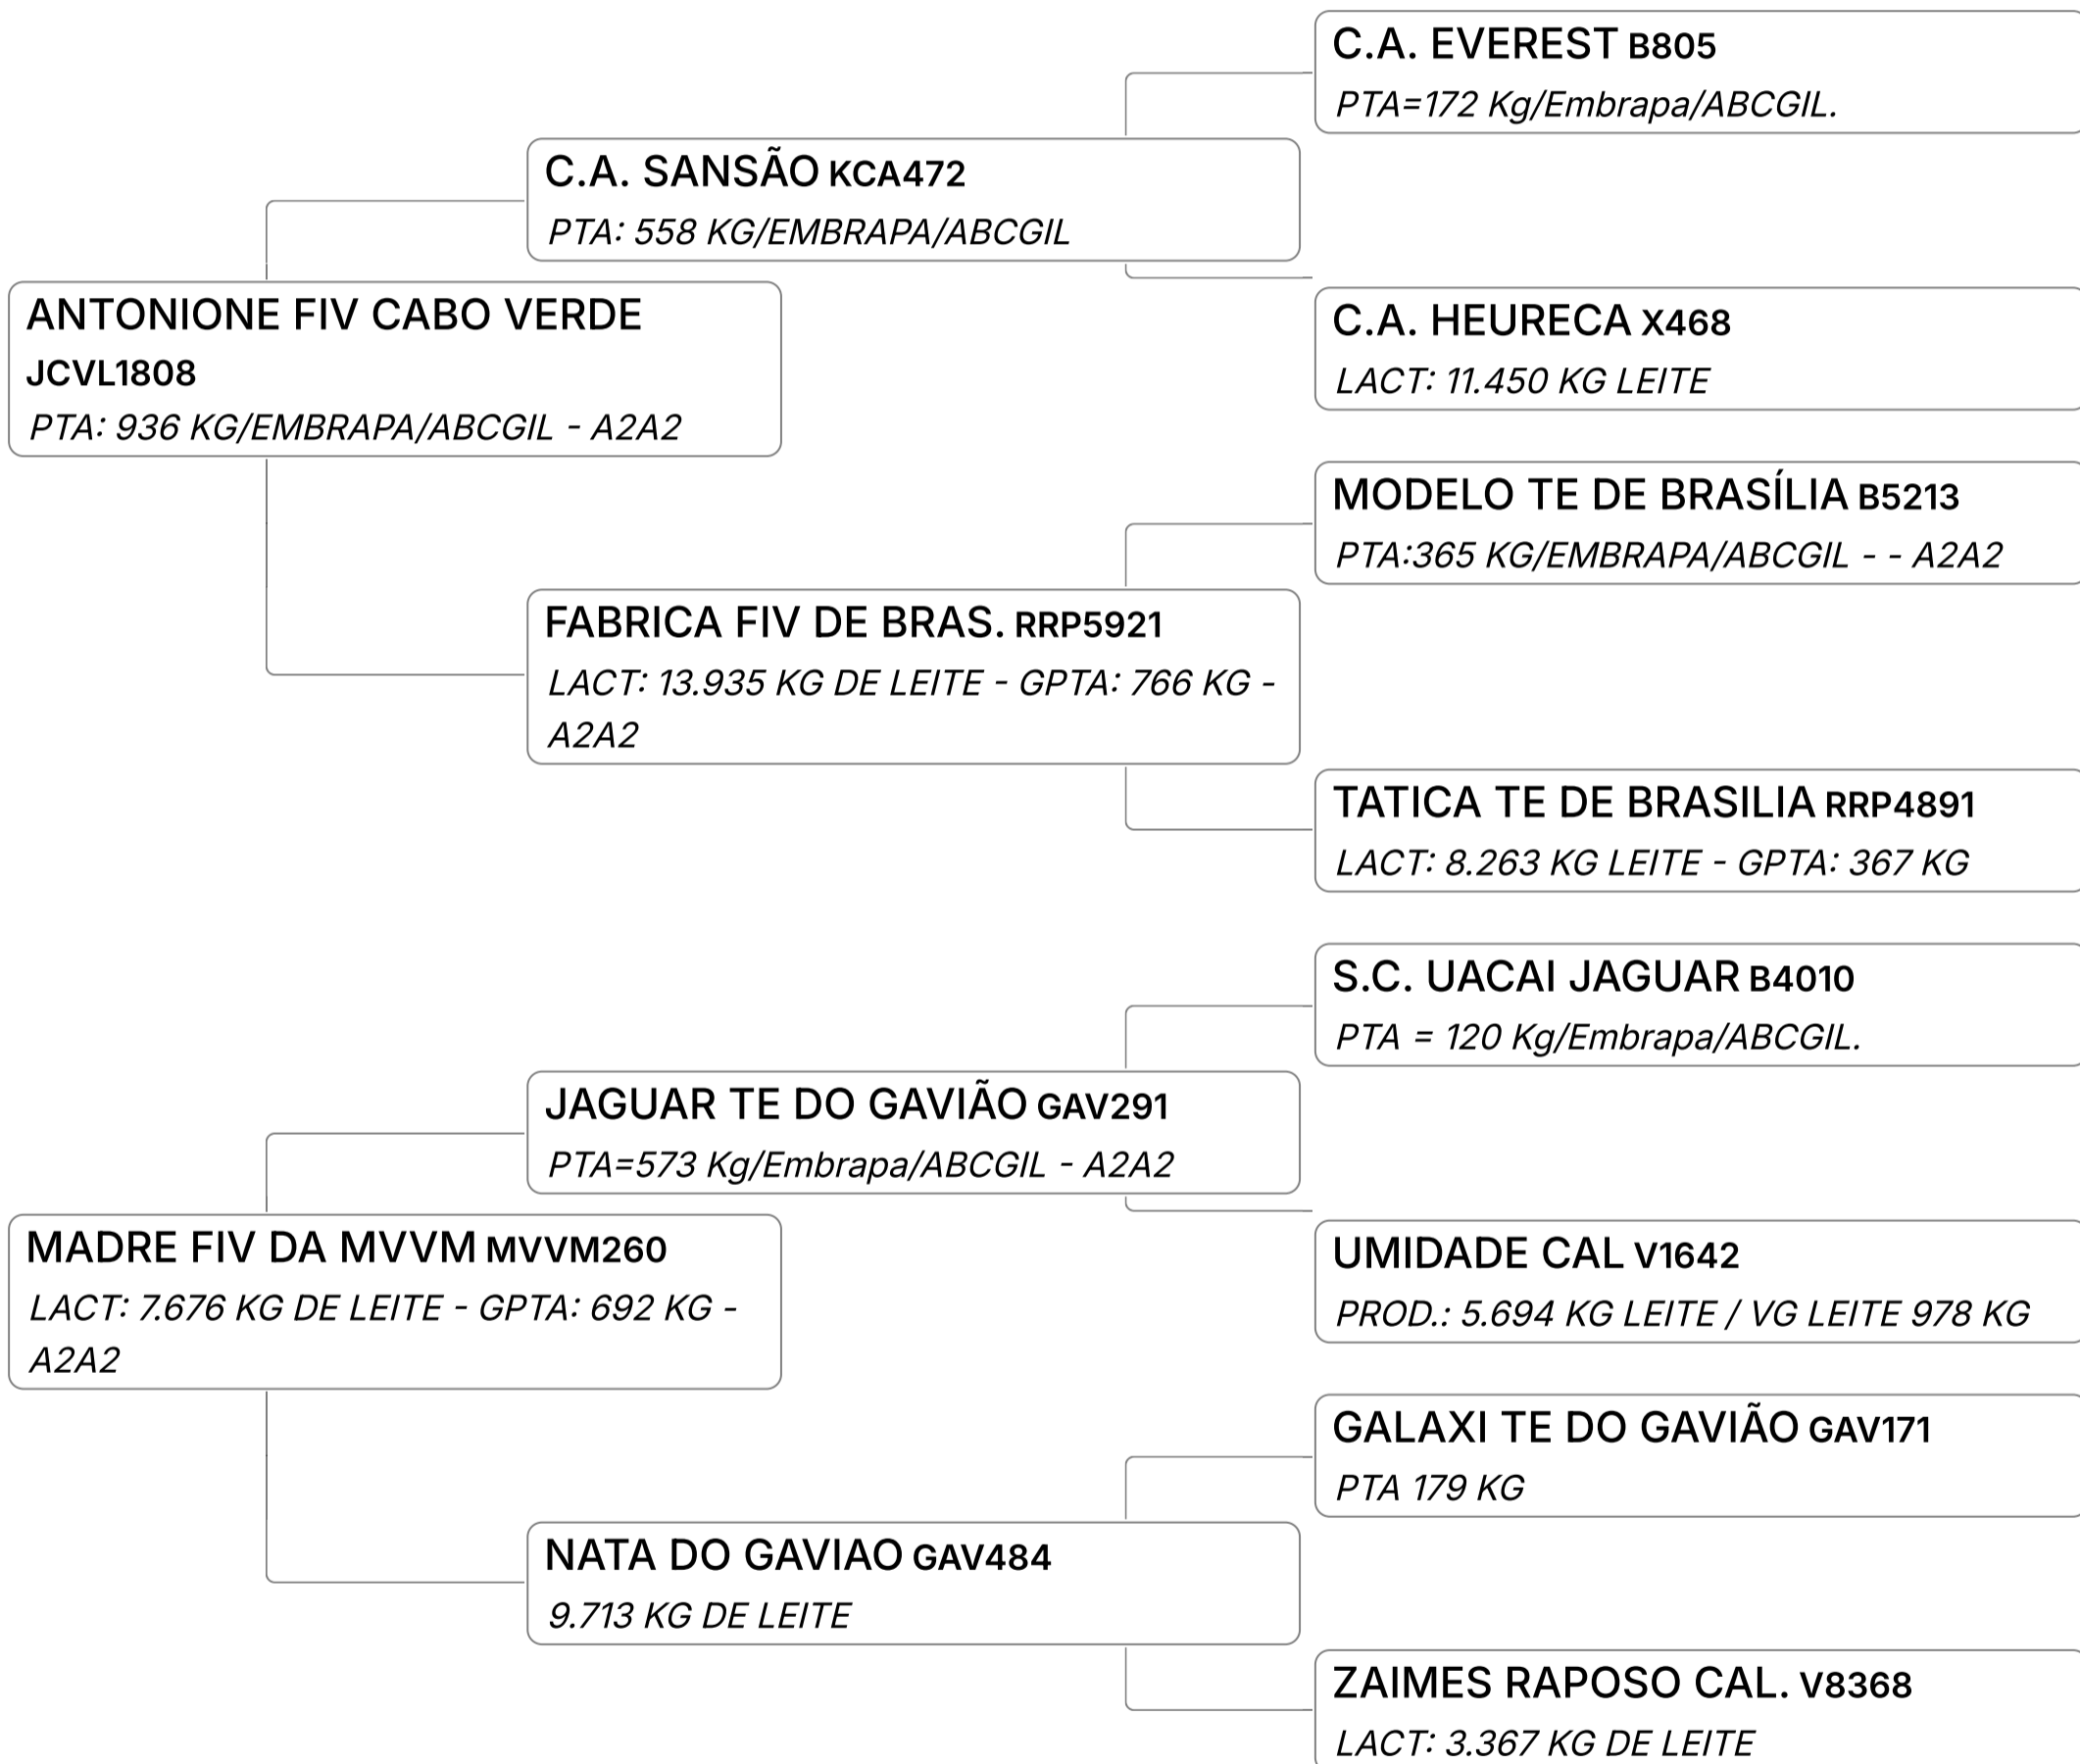 C.A. EVEREST B805
PTA=172 Kg/Embrapa/ABCGIL.
C.A. SANSÃO KCA472
PTA: 558 KG/EMBRAPA/ABCGIL
C.A. HEURECA X468
LACT: 11.450 KG LEITE
ANTONIONE FIV CABO VERDE
JCVL1808
PTA: 936 KG/EMBRAPA/ABCGIL - A2A2
MODELO TE DE BRASÍLIA B5213
PTA:365 KG/EMBRAPA/ABCGIL - - A2A2
FABRICA FIV DE BRAS. RRP5921
LACT: 13.935 KG DE LEITE - GPTA: 766 KG -
A2A2
TATICA TE DE BRASILIA RRP4891
LACT: 8.263 KG LEITE - GPTA: 367 KG
S.C. UACAI JAGUAR B4010
PTA = 120 Kg/Embrapa/ABCGIL.
JAGUAR TE DO GAVIÃO GAV291
PTA=573 Kg/Embrapa/ABCGIL - A2A2
UMIDADE CAL V1642
PROD.: 5.694 KG LEITE / VG LEITE 978 KG
MADRE FIV DA MVVM MVVM260
LACT: 7.676 KG DE LEITE - GPTA: 692 KG -
A2A2
GALAXI TE DO GAVIÃO GAV171
PTA 179 KG
NATA DO GAVIAO GAV484
9.713 KG DE LEITE
ZAIMES RAPOSO CAL. V8368
LACT: 3.367 KG DE LEITE